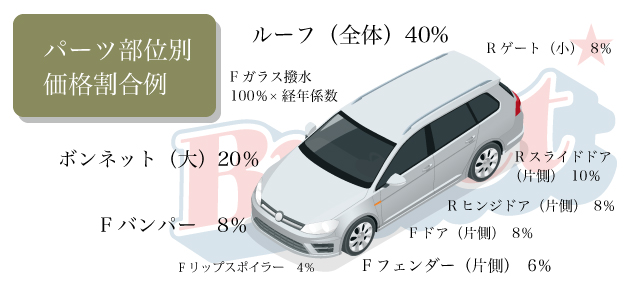 パーツ部位別
価格割合例
ルーフ（全体）40%
Rゲート（小） 8%
Fガラス撥水
100%×経年係数
ボンネット（大）20%
Rスライドドア
（片側） 10%
Rヒンジドア（片側） 8%
Fバンパー 8%
Fドア（片側） 8%
Fリップスポイラー 4%
Fフェンダー（片側） 6%